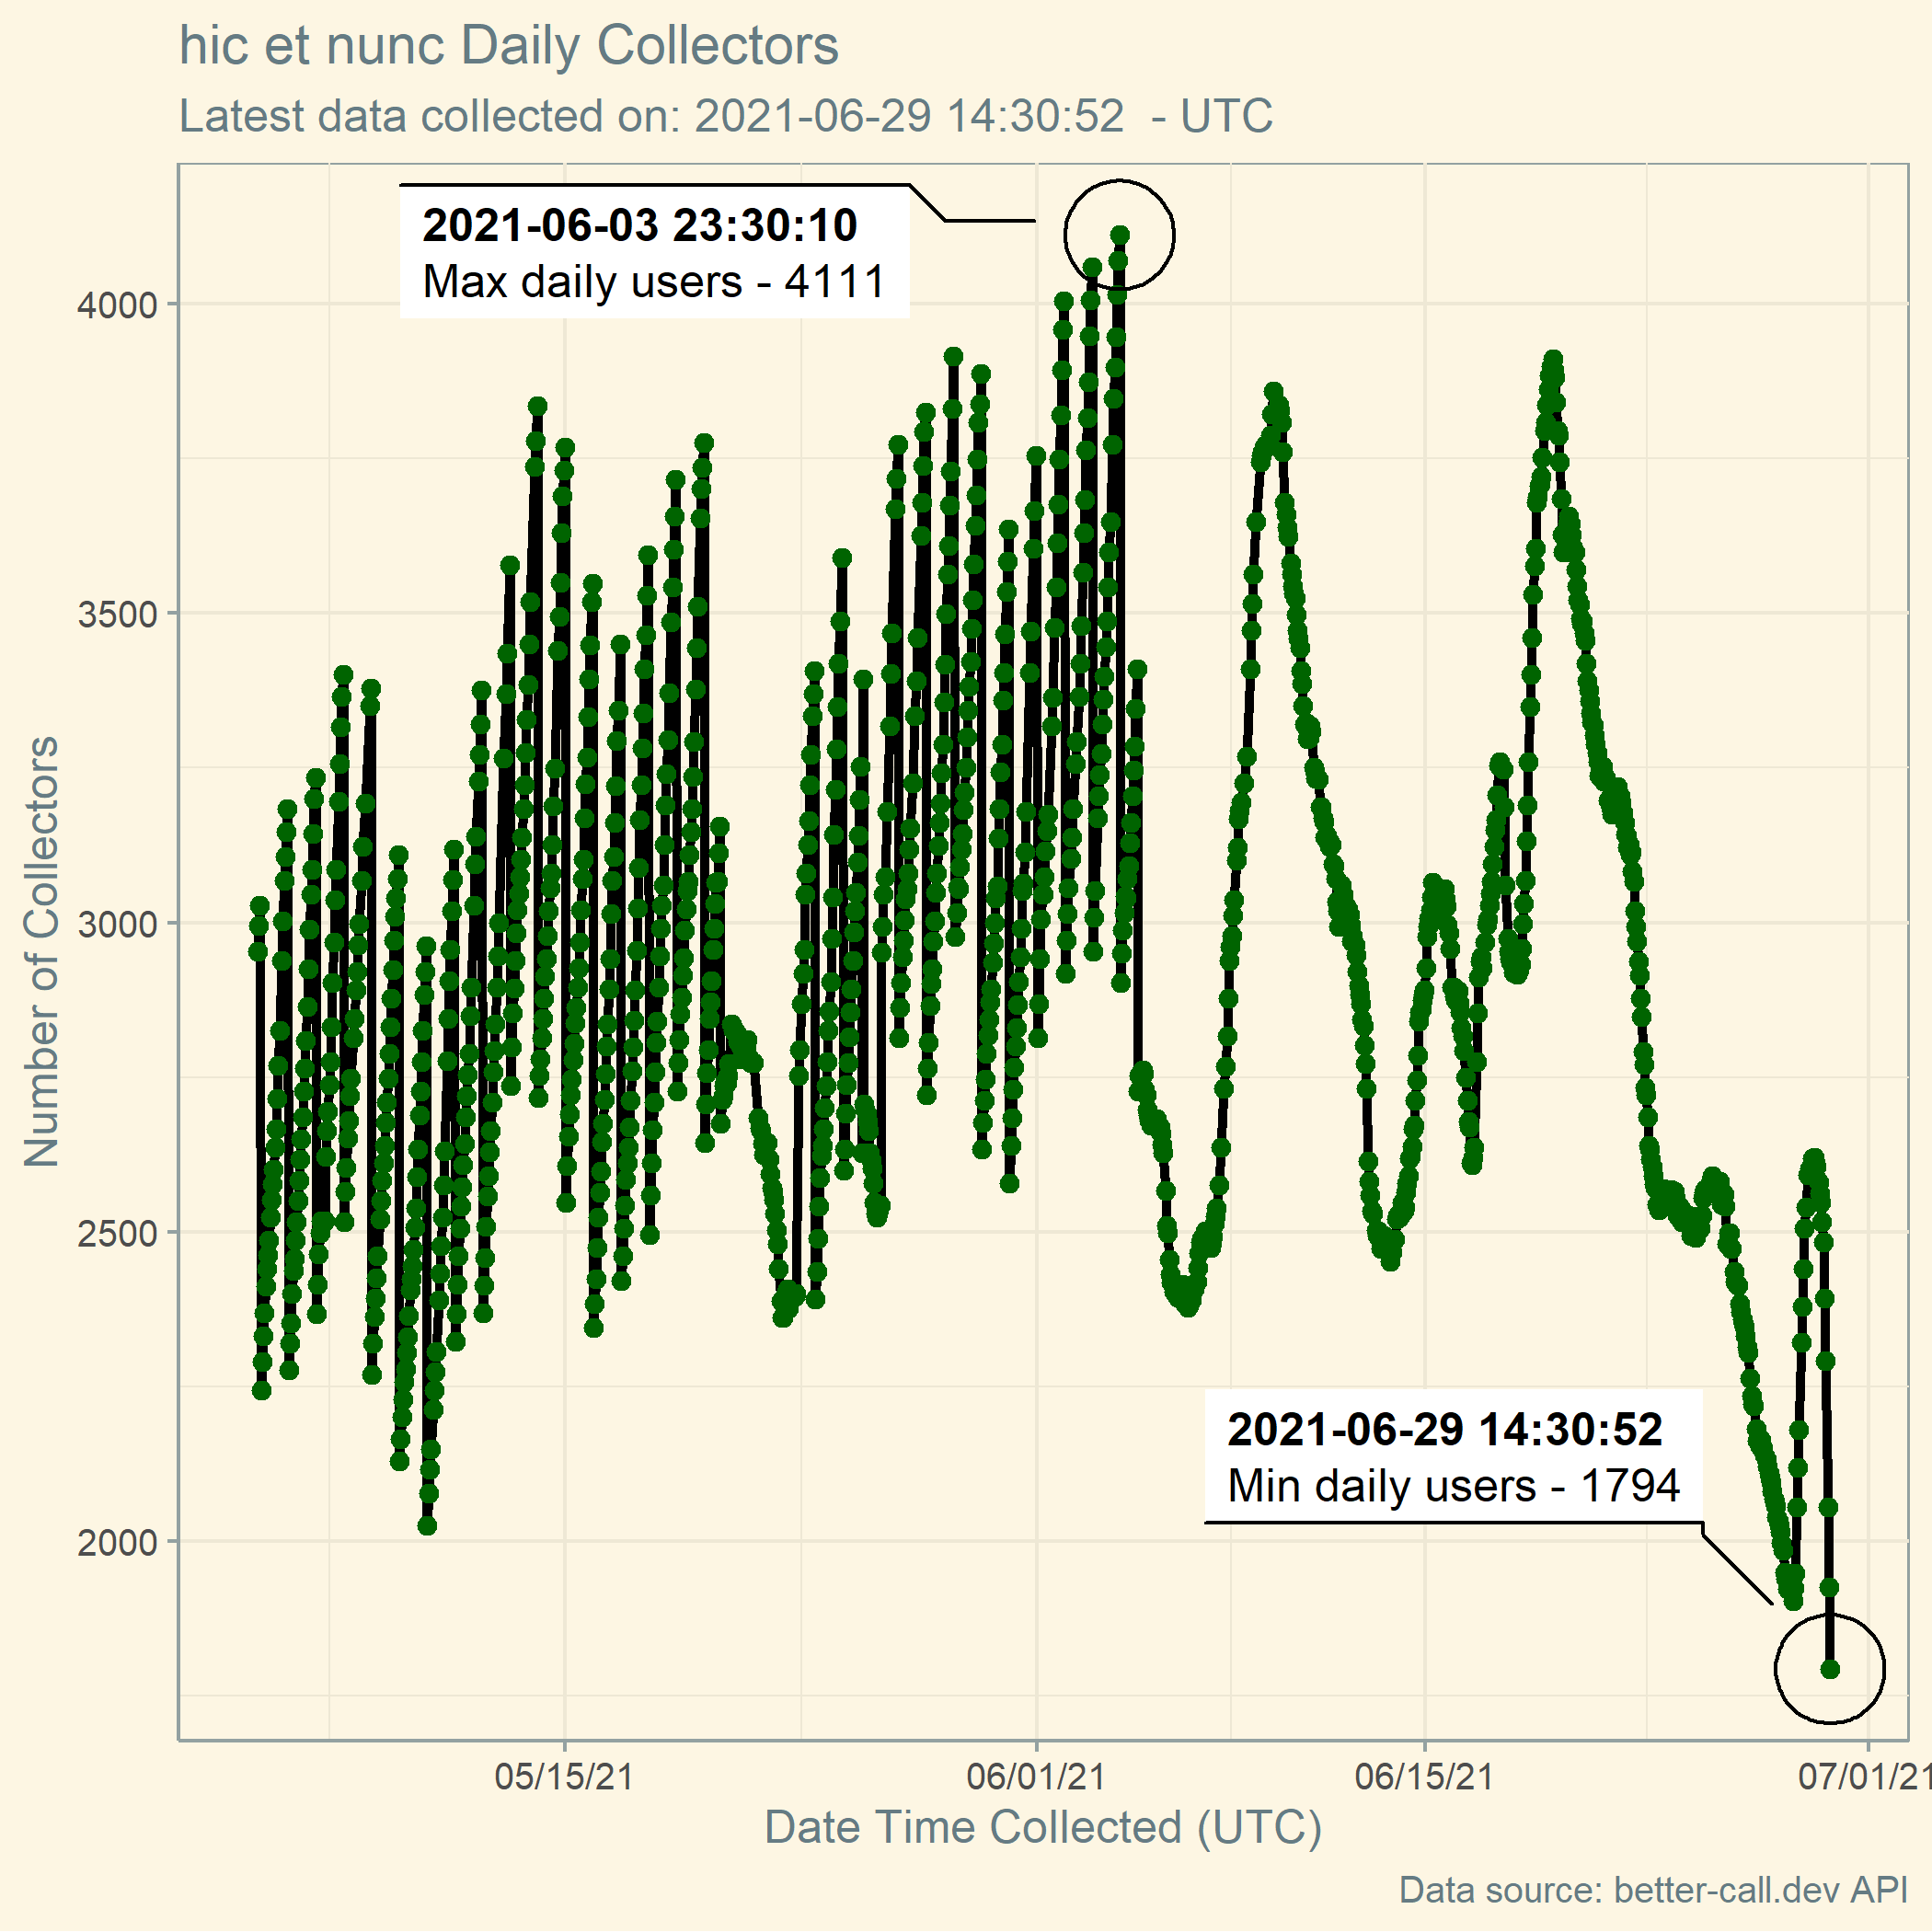 hic et nunc Daily Collectors
Latest data collected on: 2021-06-29 14:30:52  - UTC
2021-06-03 23:30:10
Max daily users - 4111
4000
3500
3000
2500
2000
Number of Collectors
2021-06-29 14:30:52
Min daily users - 1794
05/15/21
06/01/21
06/15/21
07/01/21
Date Time Collected (UTC)
Data source: better-call.dev API